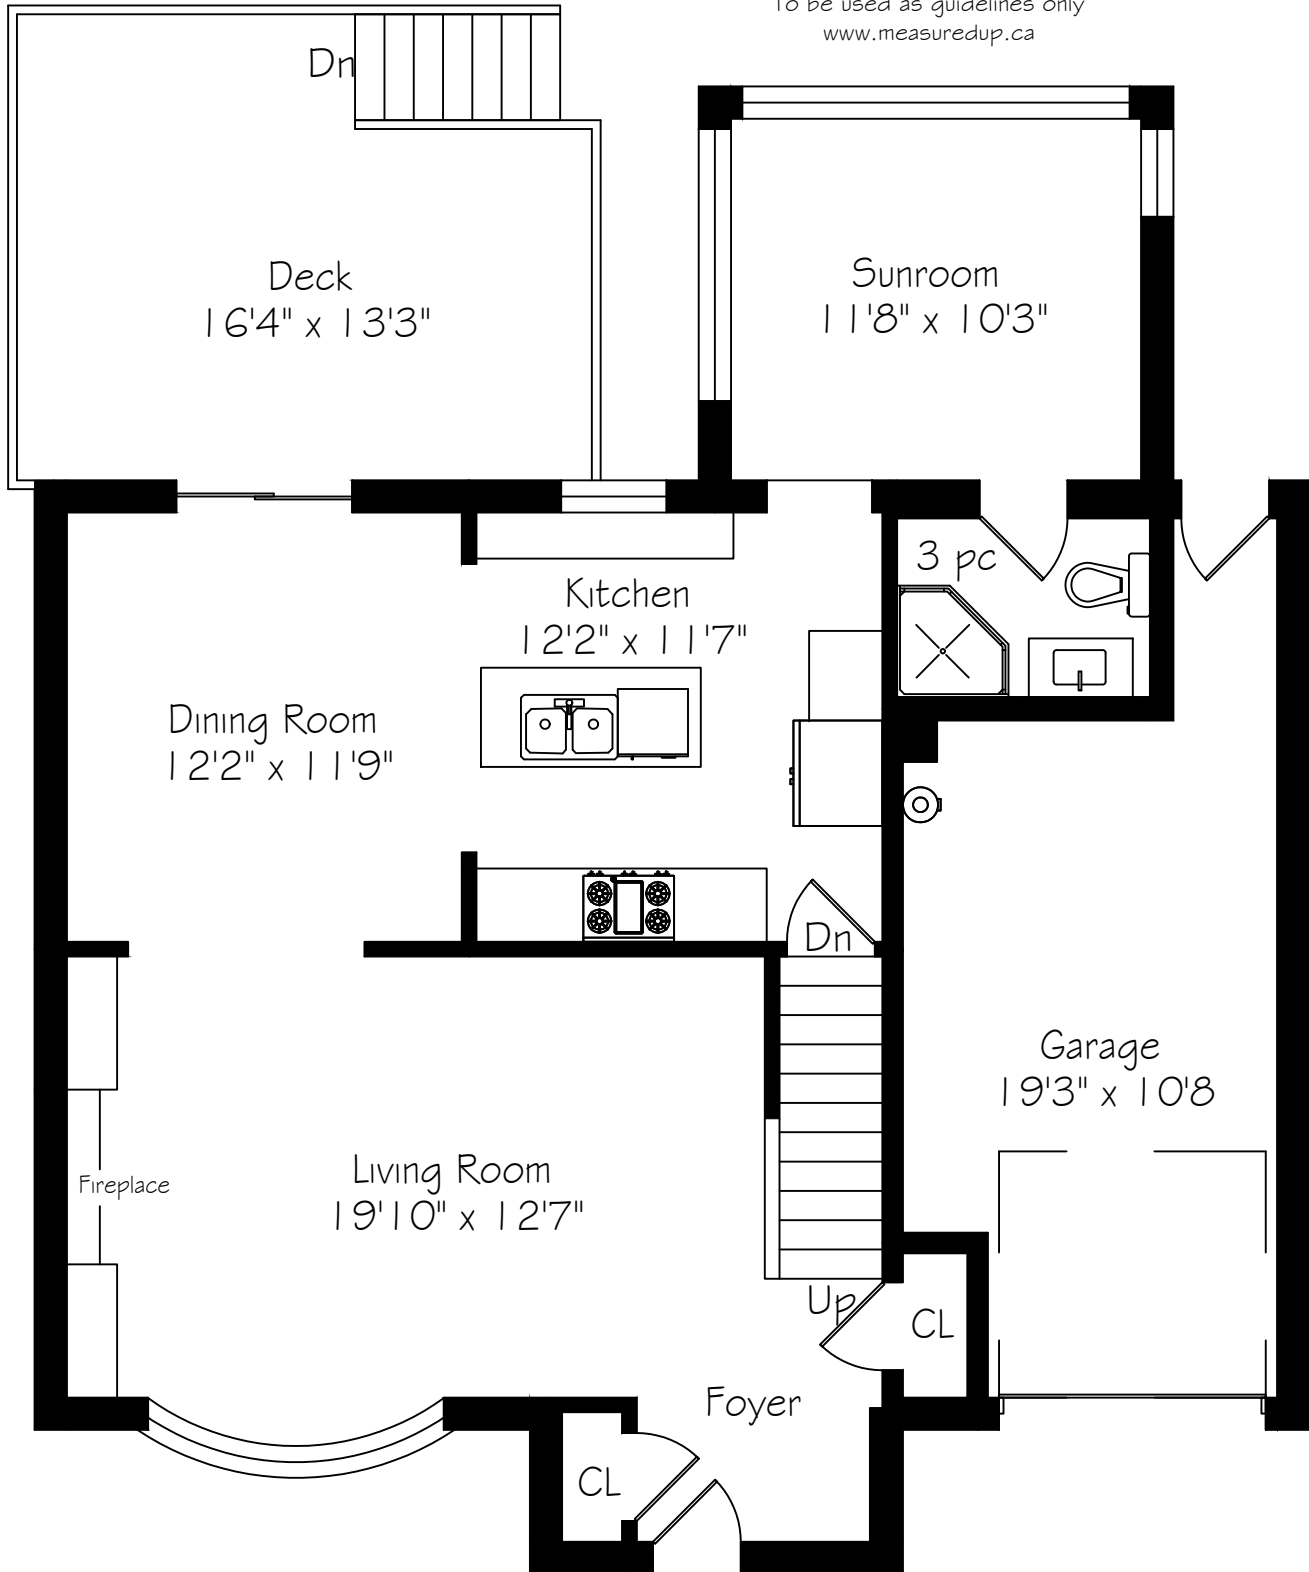 To be used as guidelines only
www.measuredup.ca
Dn
Deck
16'4" x 13'3"
Sunroom
11'8" x 10'3"
3 pc
Kitchen
12'2" x 11'7"
Dining Room
12'2" x 11'9"
Dn
Garage
19'3" x 10'8
Living Room
19'10" x 12'7"
Fireplace
Up
CL
Foyer
CL